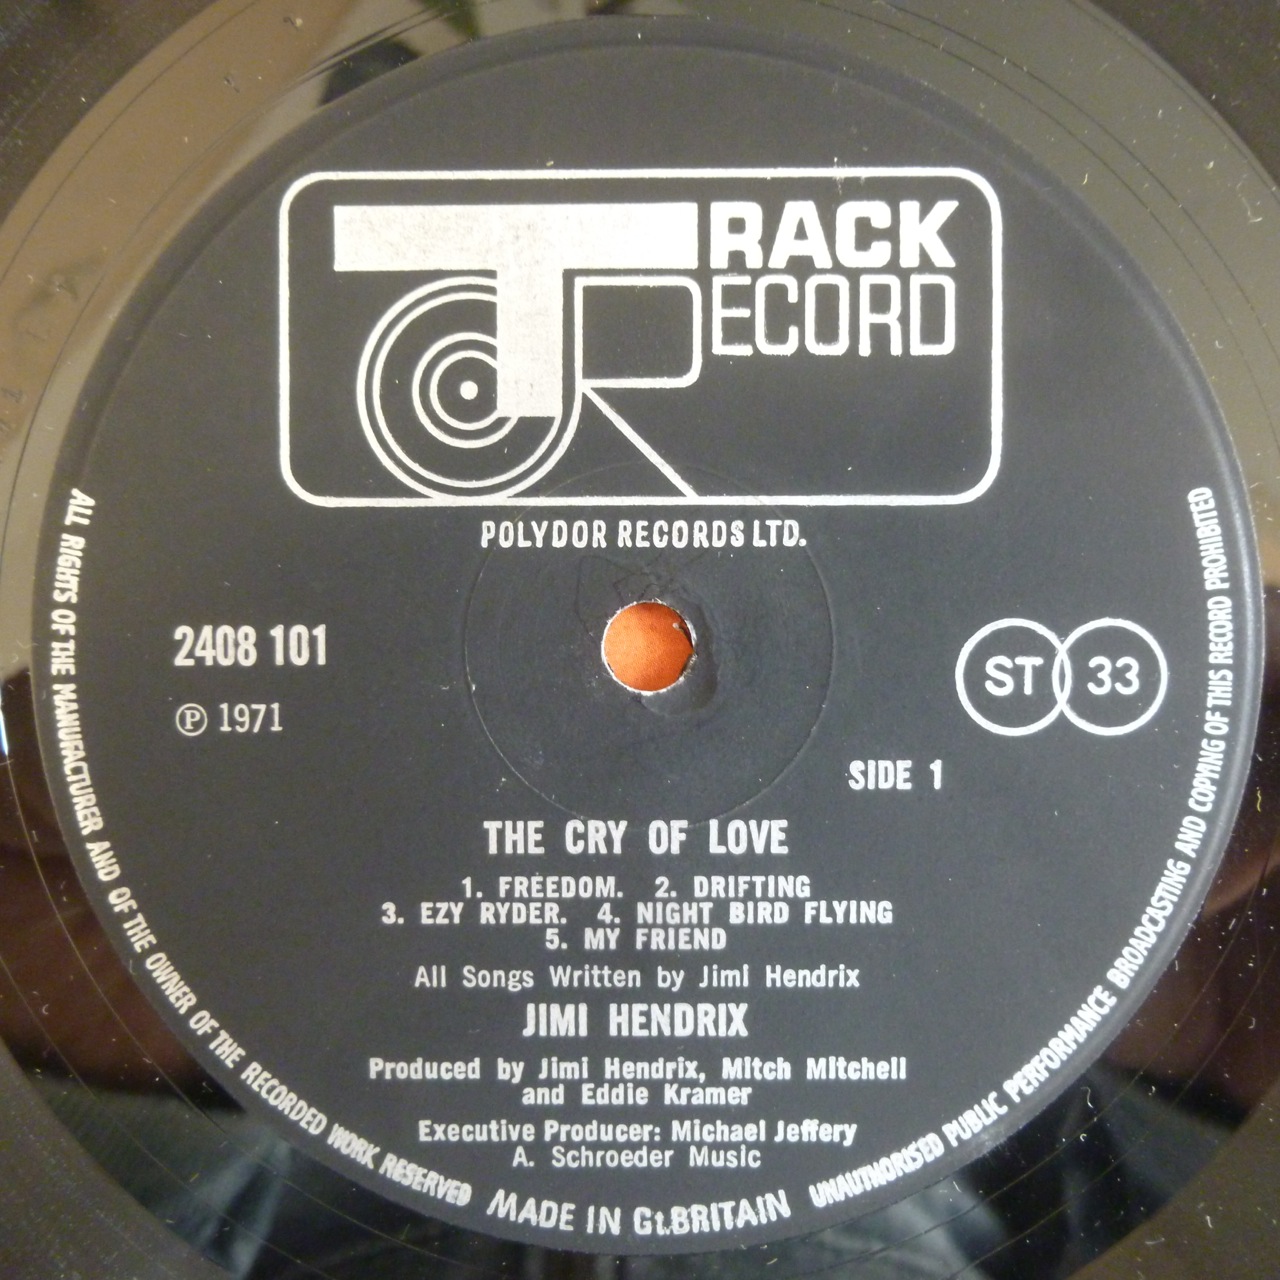 TRACK
RECORD
POLYDOR RECORDS LTD.
2408 101
ST 33
℗ 1971
SIDE 1
THE CRY OF LOVE
1. FREEDOM. 2. DRIFTING
3. EZY RYDER. 4. NIGHT BIRD FLYING
5. MY FRIEND
All Songs Written by Jimi Hendrix
JIMI HENDRIX
Produced by Jimi Hendrix, Mitch Mitchell
and Eddie Kramer
Executive Producer: Michael Jeffery
A. Schroeder Music
ALL RIGHTS OF THE MANUFACTURER AND OF THE OWNER OF THE RECORDED WORK RESERVED
MADE IN Gt.BRITAIN
UNAUTHORISED PUBLIC PERFORMANCE BROADCASTING AND COPYING OF THIS RECORD PROHIBITED